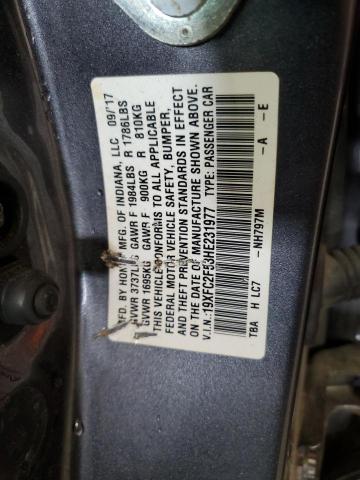 MFD. BY HONDA MFG. OF INDIANA, LLC 09/'17
GVWR 3737LBS GAWR F 1984LBS R 1786LBS
GVWR 1695KG GAWR F 900KG R 810KG
THIS VEHICLE CONFORMS TO ALL APPLICABLE
FEDERAL MOTOR VEHICLE SAFETY, BUMPER,
AND THEFT PREVENTION STANDARDS IN EFFECT
ON THE DATE OF MANUFACTURE SHOWN ABOVE.
V.I.N.:19XFC2F53HE231977 TYPE: PASSENGER CAR
TBA H LC7 -NH797M -A -E